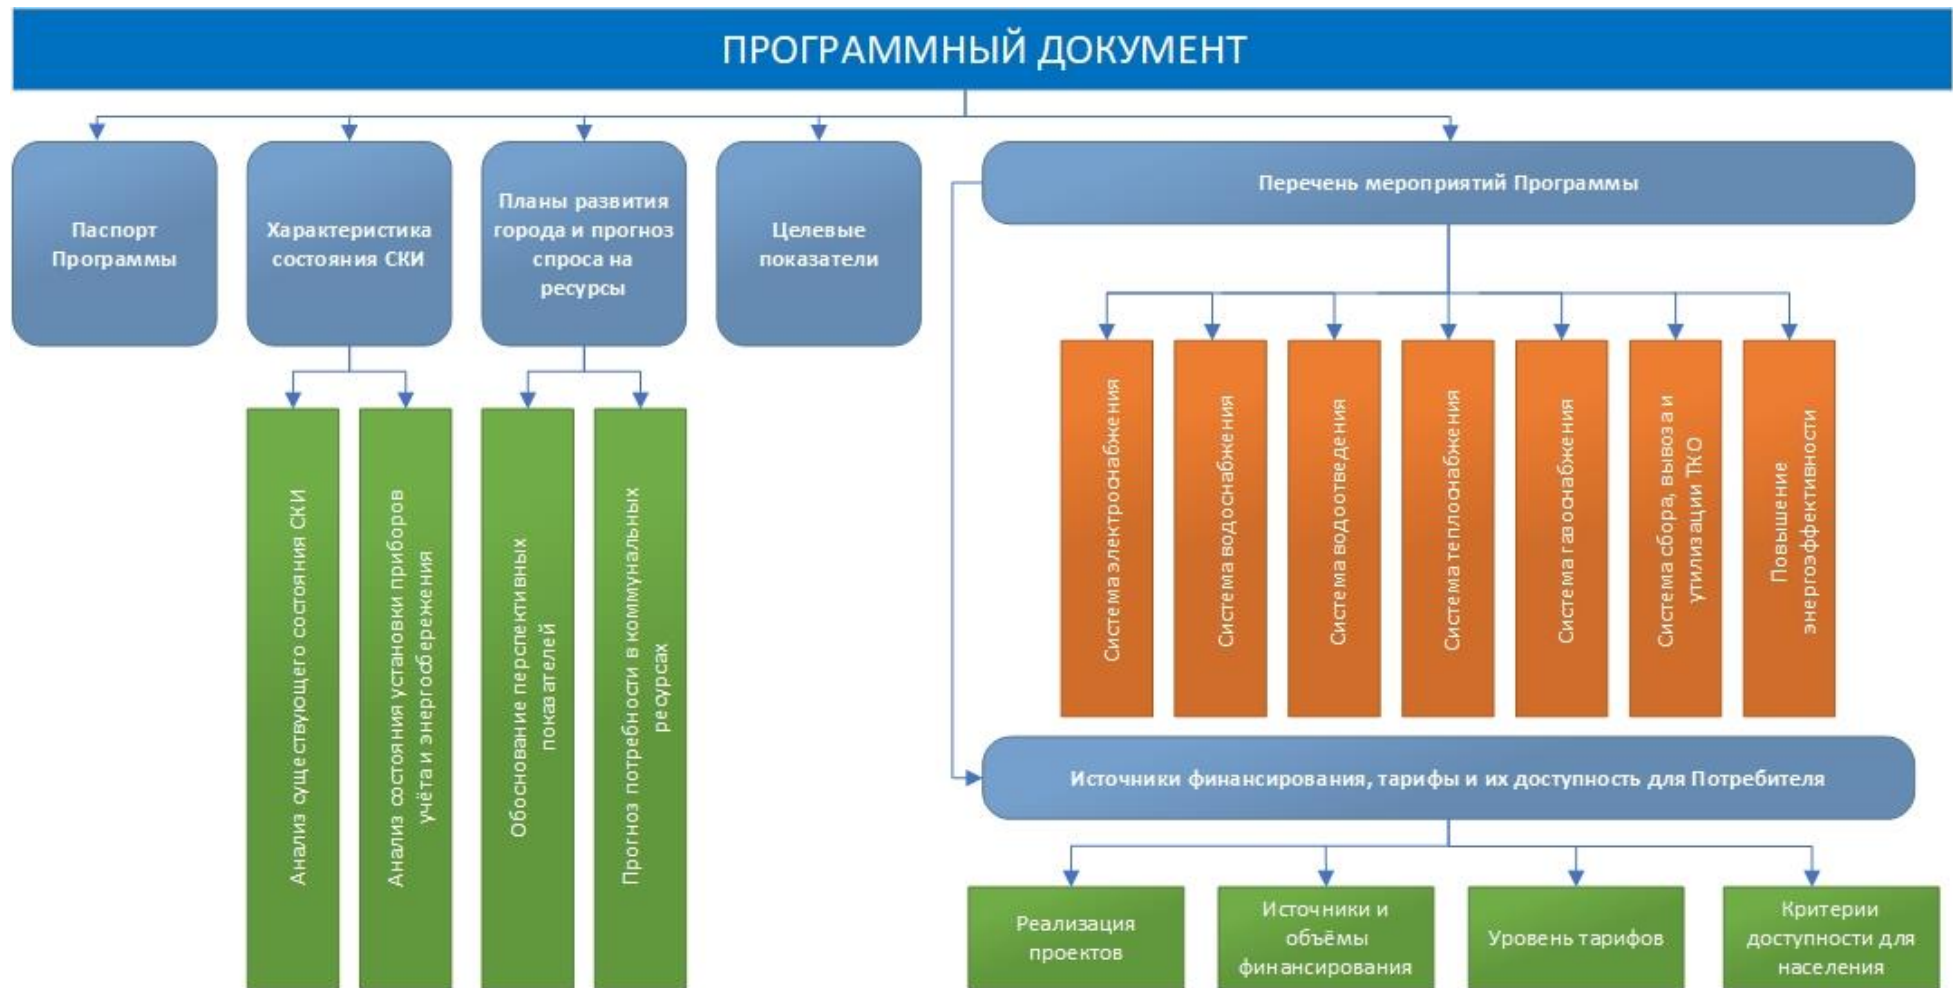 ПРОГРАММНЫЙ ДОКУМЕНТ
Паспорт
Программы
Характеристика
состояния СКИ
Планы развития
города и прогноз
спроса на
ресурсы
Целевые
показатели
Перечень мероприятий Программы
Анализ существующего состояния СКИ
Анализ состояния установки приборов
учёта и энергосбережения
Обоснование перспективных
показателей
Прогноз потребности в коммунальных
ресурсах
Система электроснабжения
Система водоснабжения
Система водоотведения
Система теплоснабжения
Система газоснабжения
Система сбора, вывоза и
утилизации ТКО
Повышение
энергоэффективности
Источники финансирования, тарифы и их доступность для Потребителя
Реализация
проектов
Источники и
объёмы
финансирования
Уровень тарифов
Критерии
доступности для
населения